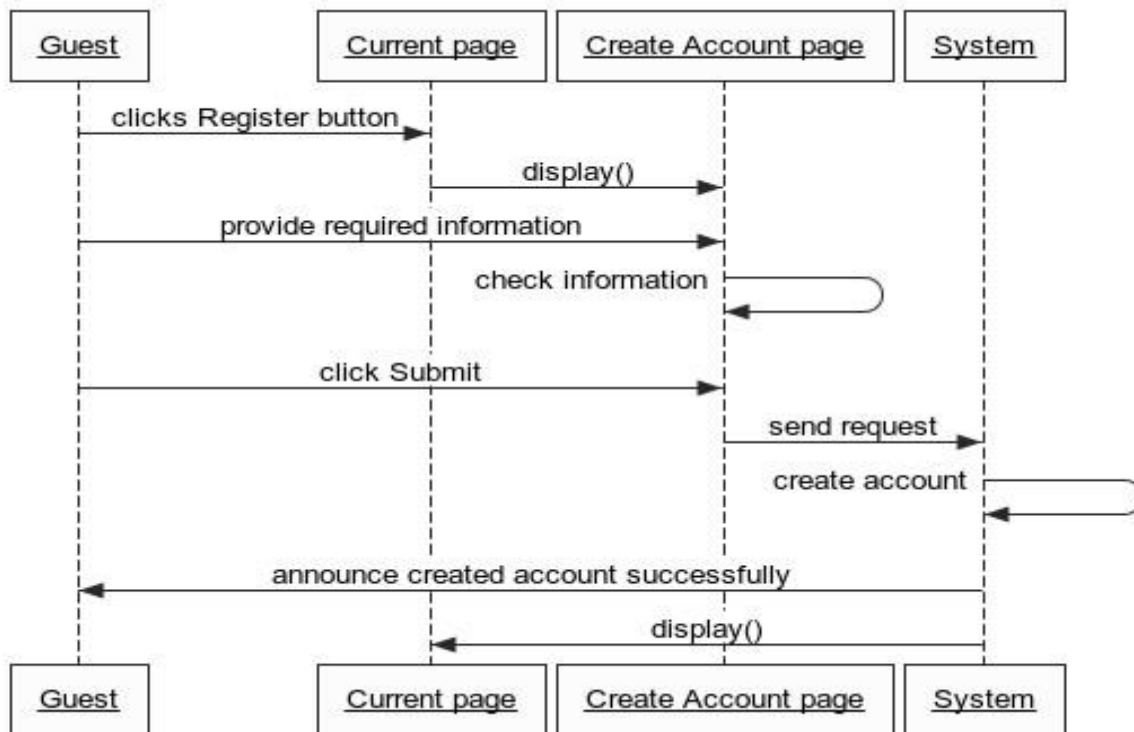 Guest
Current page
Create Account page
System
clicks Register button
display()
provide required information
check information
click Submit
send request
create account
announce created account successfully
display()
Guest
Current page
Create Account page
System